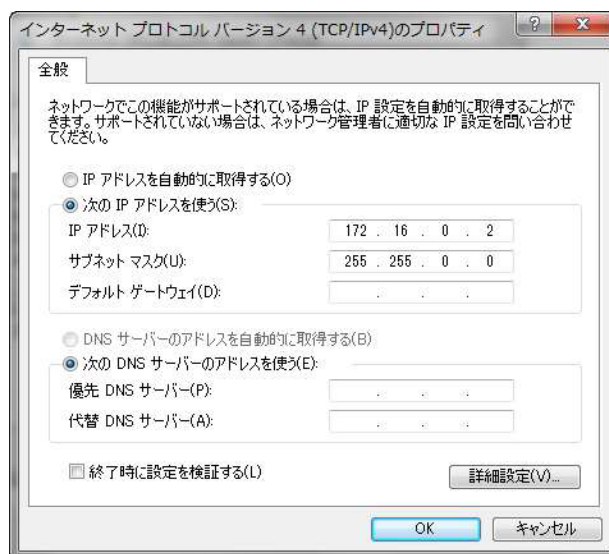 インターネット プロトコル バージョン 4 (TCP/IPv4)のプロパティ
全般
ネットワークでこの機能がサポートされている場合は、IP 設定を自動的に取得することがで
きます。サポートされていない場合は、ネットワーク管理者に適切な IP 設定を問い合わせ
てください。
IP アドレスを自動的に取得する(O)
次の IP アドレスを使う(S):
IP アドレス(I): 172 . 16 . 0 . 2
サブネット マスク(U): 255 . 255 . 0 . 0
デフォルト ゲートウェイ(D): . . .
DNS サーバーのアドレスを自動的に取得する(B)
次の DNS サーバーのアドレスを使う(E):
優先 DNS サーバー(P): . . .
代替 DNS サーバー(A): . . .
終了時に設定を検証する(L)
詳細設定(V)...
OK キャンセル